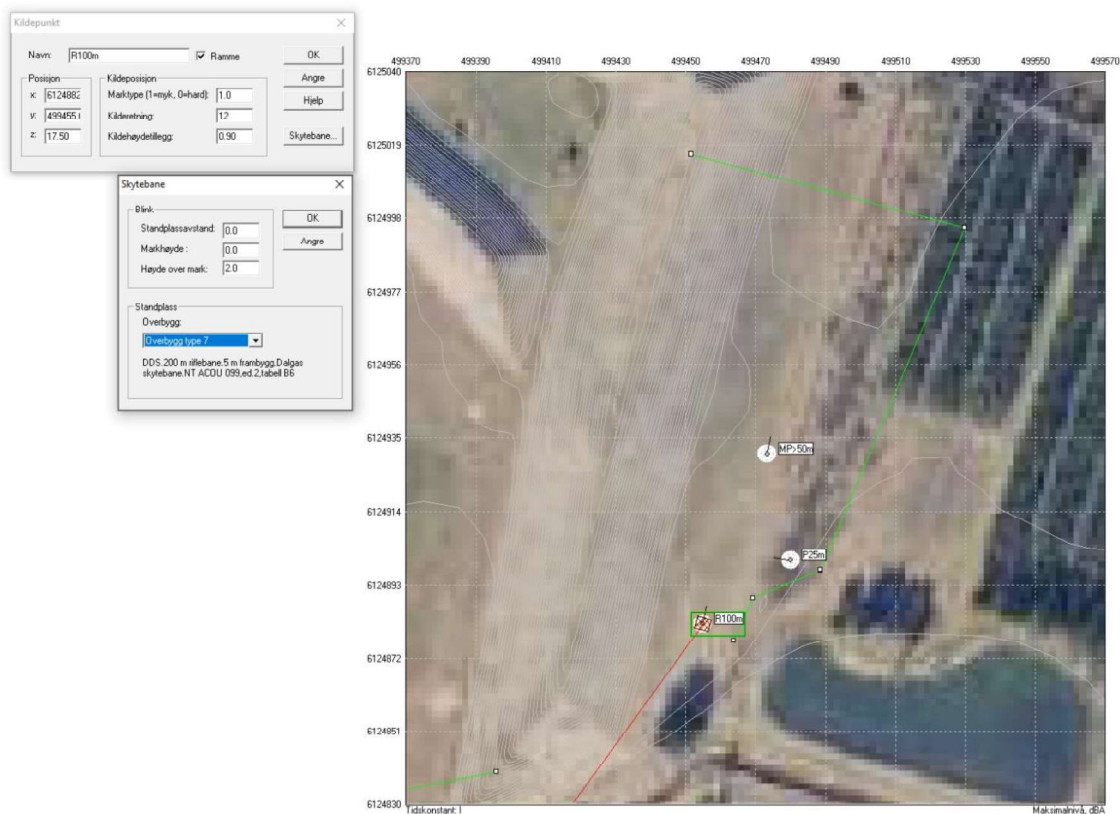 Kildepunkt
Navn: R100m Ramme
OK
Posisjon
x: 6124882
y: 499455.(
z: 17.50
Kildeposisjon
Marktype (1=myk, 0=hard): 1.0
Kilderetning: 12
Kildehøydetillegg: 0.90
Angre
Hjelp
Skytebane...
Skytebane
Blink
Standplassavstand: 0.0
Markhøyde : 0.0
Høyde over mark: 2.0
OK
Angre
Standplass
Overbygg:
Overbygg type 7
DDS.200 m riflebane.5 m frambygg.Dalgas
skytebane.NT ACOU 099,ed.2,tabell B6
499370 499390 499410 499430 499450 499470 499490 499510 499530 499550 499570
6125040
6125019
6124998
6124977
6124956
6124935
MP>50m
6124914
P25m
6124893
R100m
6124872
6124851
6124830
Tidskonstant: I
Maksimalnivå, dBA